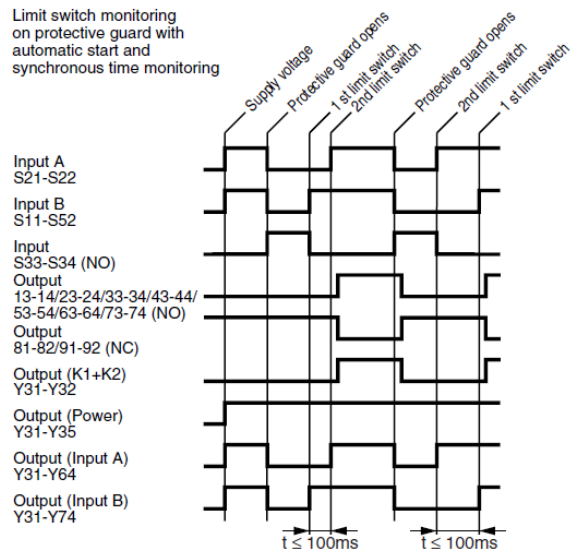 Limit switch monitoring
on protective guard with
automatic start and
synchronous time monitoring
Supply voltage
Protective guard opens
1 st limit switch
2nd limit switch
Protective guard opens
2nd limit switch
1 st limit switch
Input A
S21-S22
Input B
S11-S52
Input
S33-S34 (NO)
Output
13-14/23-24/33-34/43-44/
53-54/63-64/73-74 (NO)
Output
81-82/91-92 (NC)
Output (K1+K2)
Y31-Y32
Output (Power)
Y31-Y35
Output (Input A)
Y31-Y64
Output (Input B)
Y31-Y74
t ≤ 100ms
t ≤ 100ms